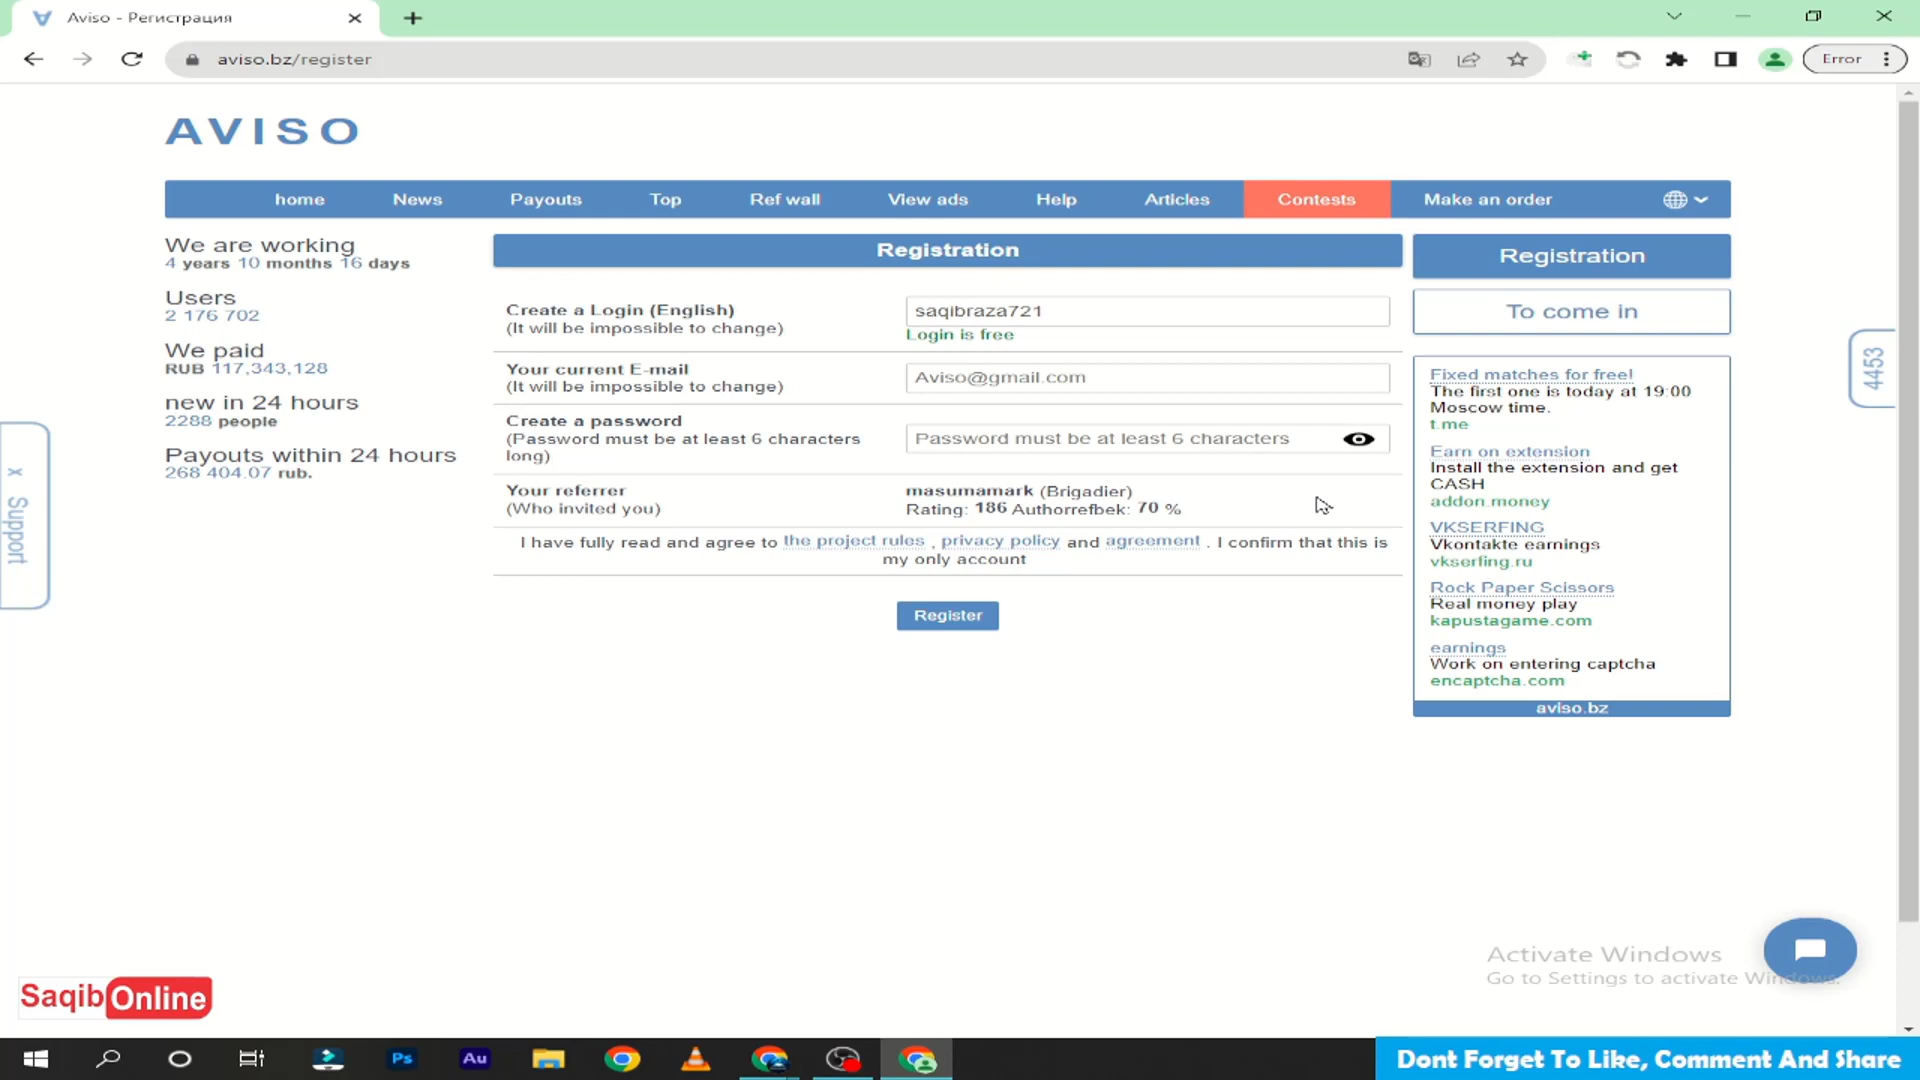 Aviso - Регистрация
aviso.bz/register
Error
AVISO
home News Payouts Top Ref wall View ads Help Articles Contests Make an order
We are working
4 years 10 months 16 days
Users
2 176 702
We paid
RUB 117,343,128
new in 24 hours
2288 people
Payouts within 24 hours
268 404.07 rub.
x Support
Registration
Create a Login (English)
(It will be impossible to change)
saqibraza721
Login is free
Your current E-mail
(It will be impossible to change)
Aviso@gmail.com
Create a password
(Password must be at least 6 characters
long)
Password must be at least 6 characters
Your referrer
(Who invited you)
masumamark (Brigadier)
Rating: 186 Authorrefbek: 70 %
I have fully read and agree to the project rules , privacy policy and agreement . I confirm that this is
my only account
Register
Registration
To come in
Fixed matches for free!
The first one is today at 19:00
Moscow time.
t.me
Earn on extension
Install the extension and get
CASH
addon.money
VKSERFING
Vkontakte earnings
vkserfing.ru
Rock Paper Scissors
Real money play
kapustagame.com
earnings
Work on entering captcha
encaptcha.com
aviso.bz
4453
Activate Windows
Go to Settings to activate Windows.
SaqibOnline
Ps
Au
Dont Forget To Like, Comment And Share